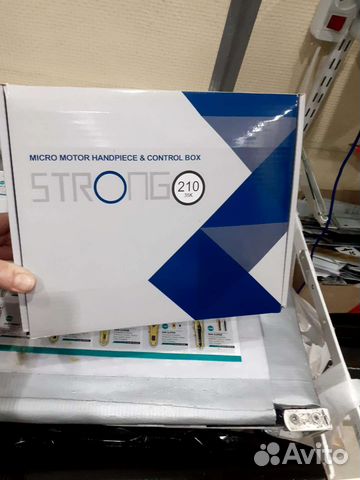 MICRO MOTOR HANDPIECE & CONTROL BOX
STRONG
210
35K
Avito